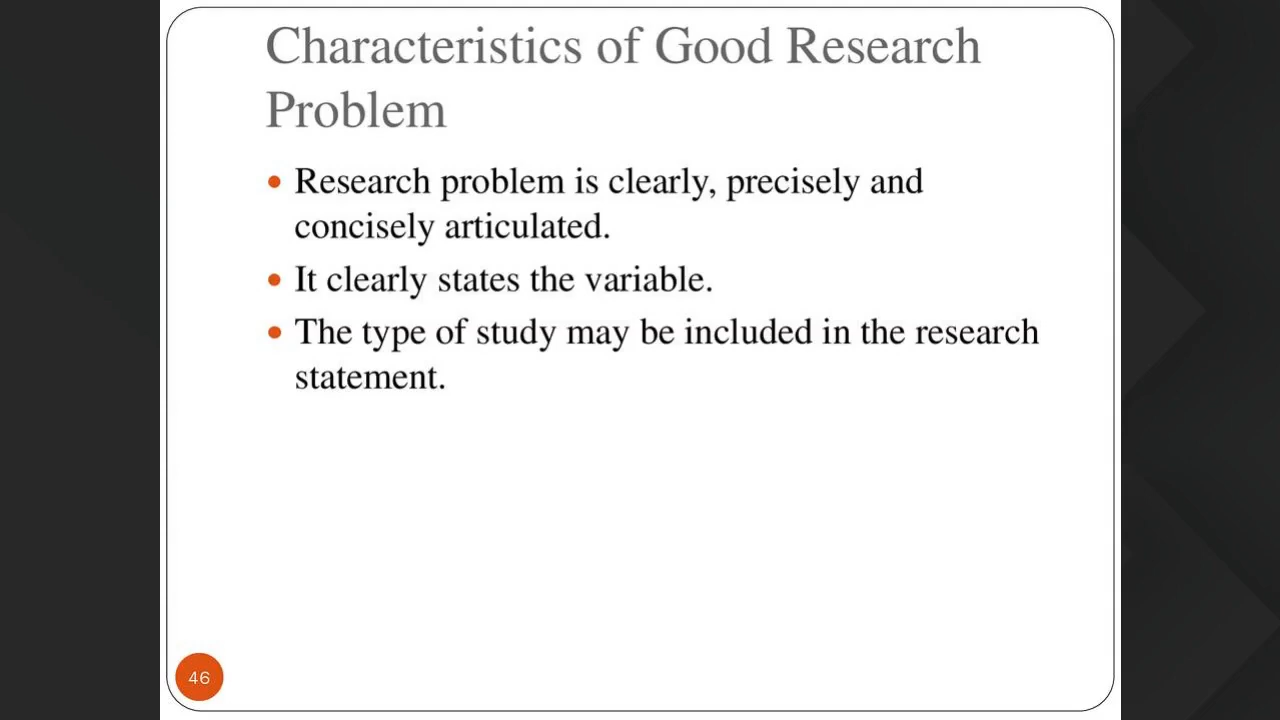 Characteristics of Good Research
Problem
• Research problem is clearly, precisely and
concisely articulated.
• It clearly states the variable.
• The type of study may be included in the research
statement.
46